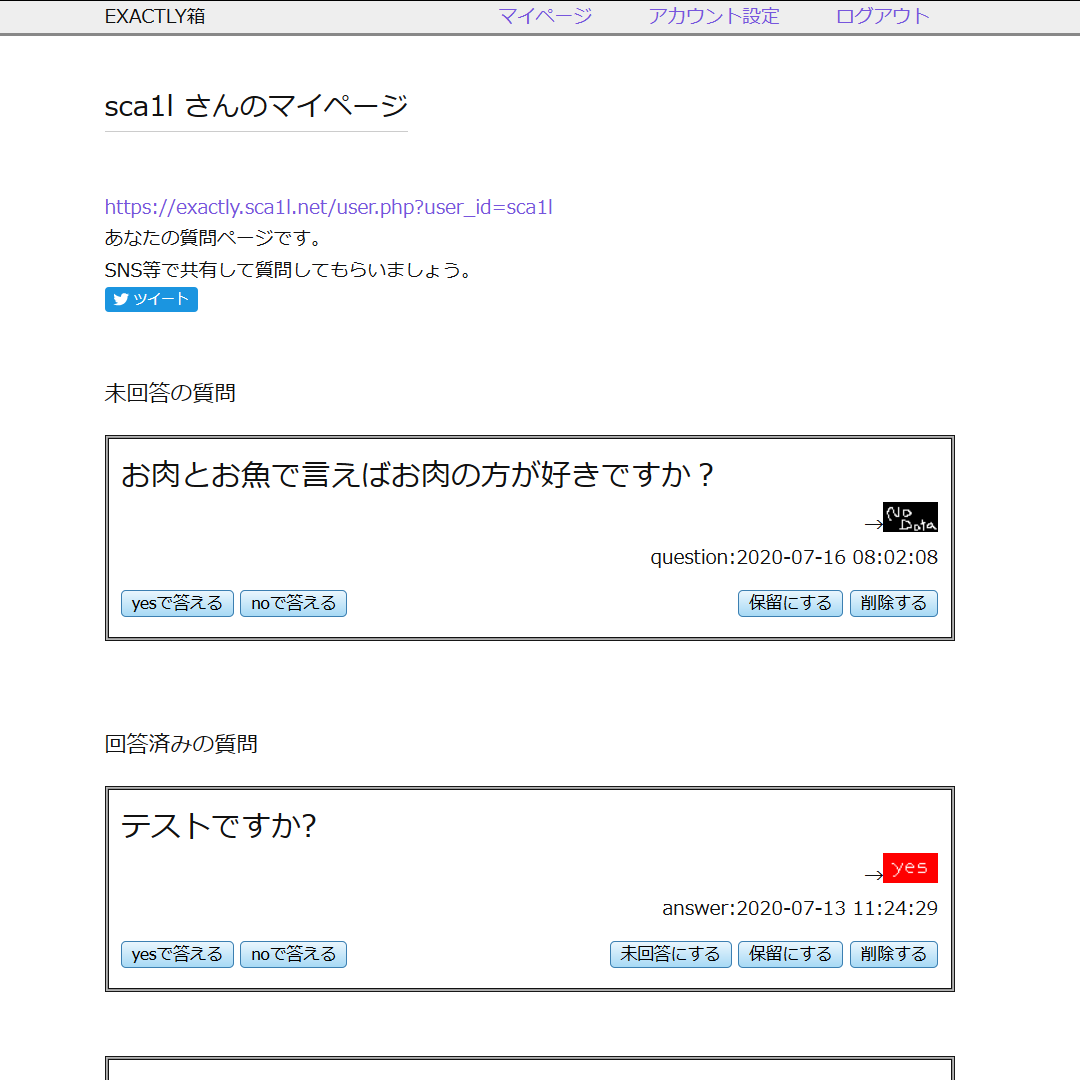 EXACTLY箱 マイページ アカウント設定 ログアウト
sca1l さんのマイページ
https://exactly.sca1l.net/user.php?user_id=sca1l
あなたの質問ページです。
SNS等で共有して質問してもらいましょう。
ツイート
未回答の質問
お肉とお魚で言えばお肉の方が好きですか？
→No Data
question:2020-07-16 08:02:08
yesで答える noで答える 保留にする 削除する
回答済みの質問
テストですか?
→yes
answer:2020-07-13 11:24:29
yesで答える noで答える 未回答にする 保留にする 削除する